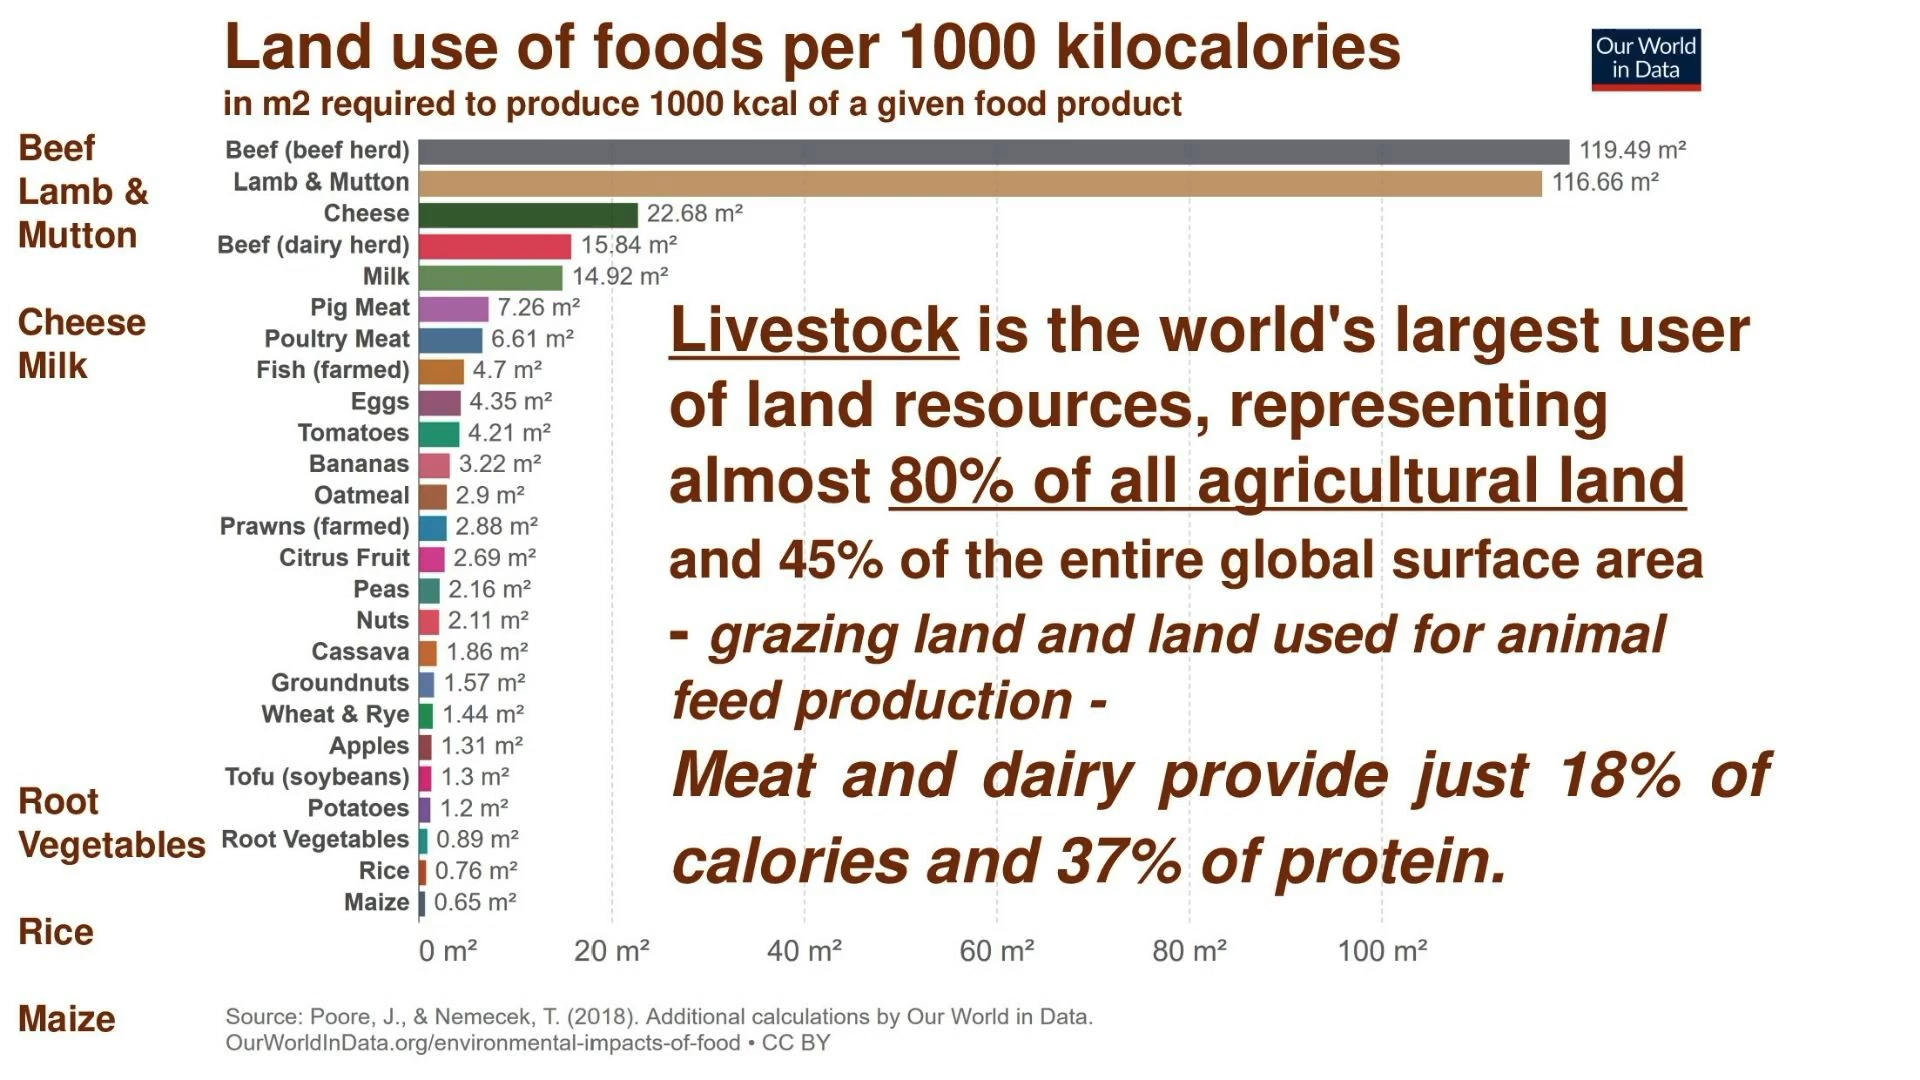 Land use of foods per 1000 kilocalories
in m2 required to produce 1000 kcal of a given food product
Our World
in Data
Beef
Lamb &
Mutton
Cheese
Milk
Root
Vegetables
Rice
Maize
Beef (beef herd) 119.49 m²
Lamb & Mutton 116.66 m²
Cheese 22.68 m²
Beef (dairy herd) 15.84 m²
Milk 14.92 m²
Pig Meat 7.26 m²
Poultry Meat 6.61 m²
Fish (farmed) 4.7 m²
Eggs 4.35 m²
Tomatoes 4.21 m²
Bananas 3.22 m²
Oatmeal 2.9 m²
Prawns (farmed) 2.88 m²
Citrus Fruit 2.69 m²
Peas 2.16 m²
Nuts 2.11 m²
Cassava 1.86 m²
Groundnuts 1.57 m²
Wheat & Rye 1.44 m²
Apples 1.31 m²
Tofu (soybeans) 1.3 m²
Potatoes 1.2 m²
Root Vegetables 0.89 m²
Rice 0.76 m²
Maize 0.65 m²
0 m² 20 m² 40 m² 60 m² 80 m² 100 m²
Livestock is the world's largest user
of land resources, representing
almost 80% of all agricultural land
and 45% of the entire global surface area
- grazing land and land used for animal
feed production -
Meat and dairy provide just 18% of
calories and 37% of protein.
Source: Poore, J., & Nemecek, T. (2018). Additional calculations by Our World in Data.
OurWorldInData.org/environmental-impacts-of-food • CC BY